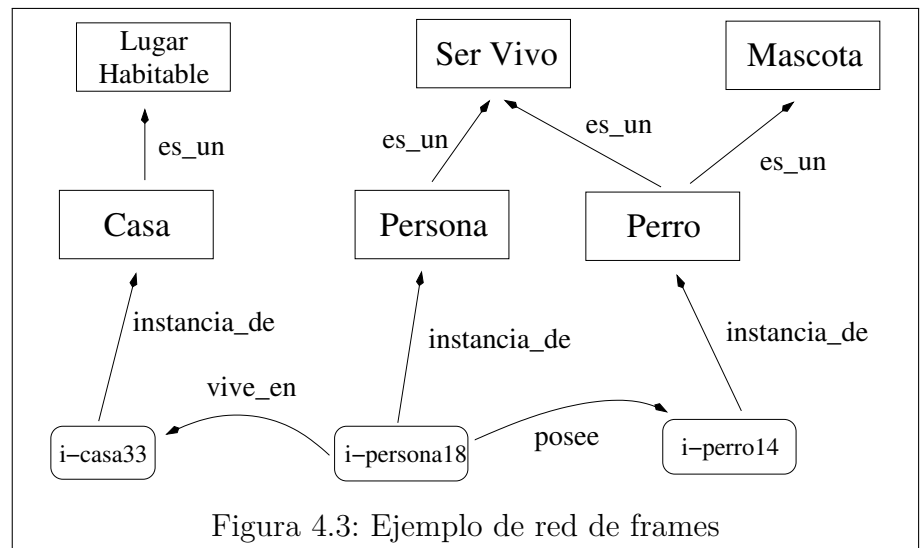 Lugar
Habitable
Ser Vivo
Mascota
es_un
es_un
es_un
es_un
Casa
Persona
Perro
instancia_de
instancia_de
instancia_de
vive_en
posee
i−casa33
i−persona18
i−perro14
Figura 4.3: Ejemplo de red de frames